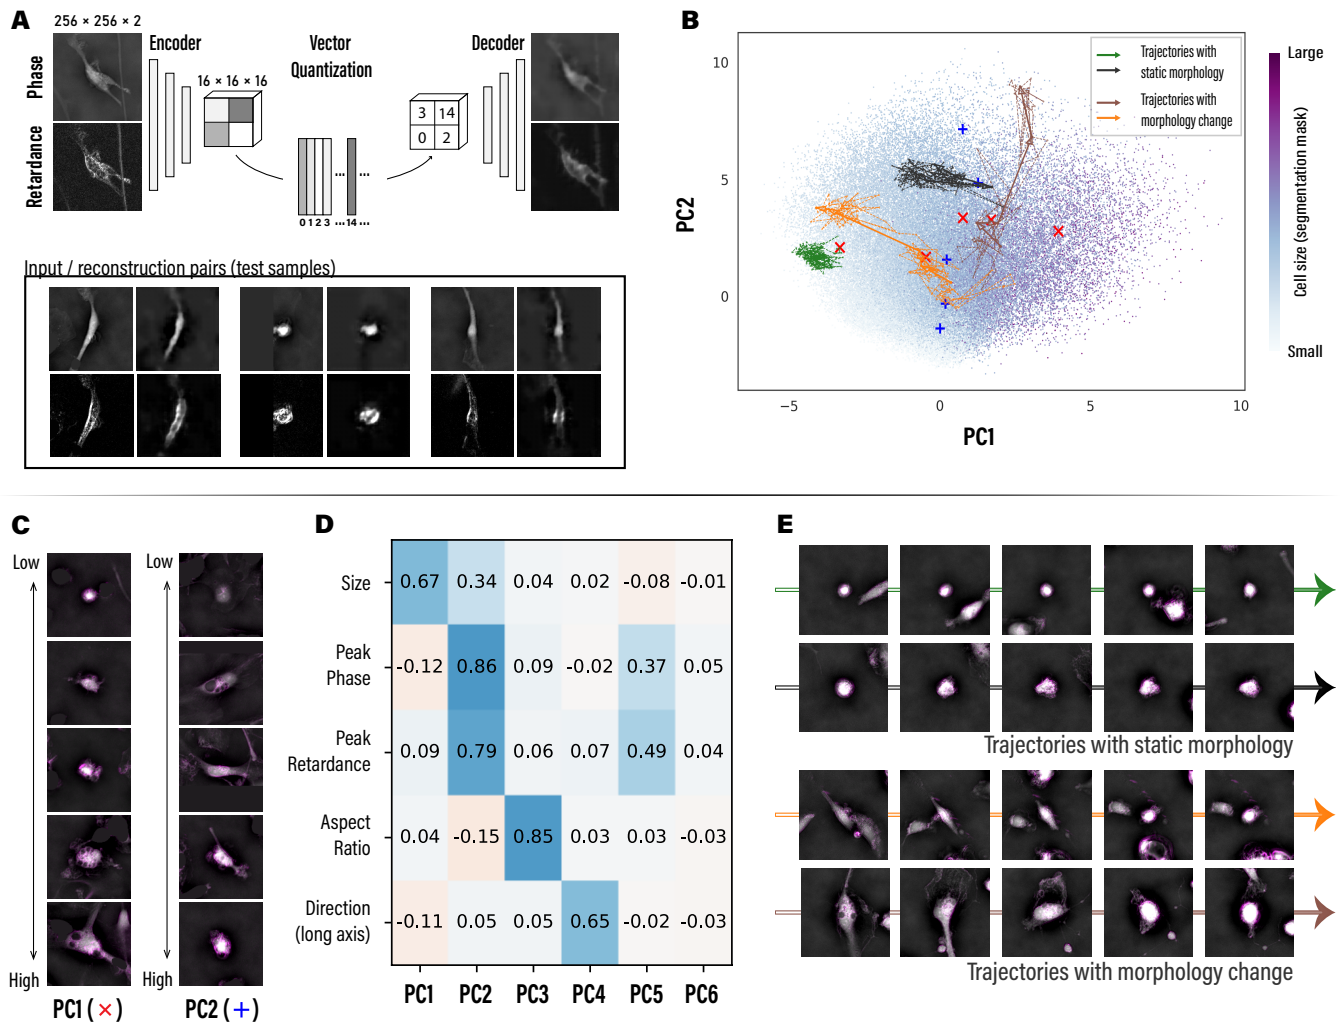 A
256 × 256 × 2
Phase
Retardance
Encoder
16 × 16 × 16
Vector
Quantization
0 1 2 3 ... 14 ...
... ...
3 14
0 2
Decoder
Input / reconstruction pairs (test samples)
B
Trajectories with
static morphology
Trajectories with
morphology change
PC2
10
5
0
−5 0 5 10
PC1
Large
Cell size (segmentation mask)
Small
C
Low
High
PC1 (×)
Low
High
PC2 (+)
D
Size 0.67 0.34 0.04 0.02 -0.08 -0.01
Peak
Phase -0.12 0.86 0.09 -0.02 0.37 0.05
Peak
Retardance 0.09 0.79 0.06 0.07 0.49 0.04
Aspect
Ratio 0.04 -0.15 0.85 0.03 0.03 -0.03
Direction
(long axis) -0.11 0.05 0.05 0.65 -0.02 -0.03
PC1 PC2 PC3 PC4 PC5 PC6
E
Trajectories with static morphology
Trajectories with morphology change